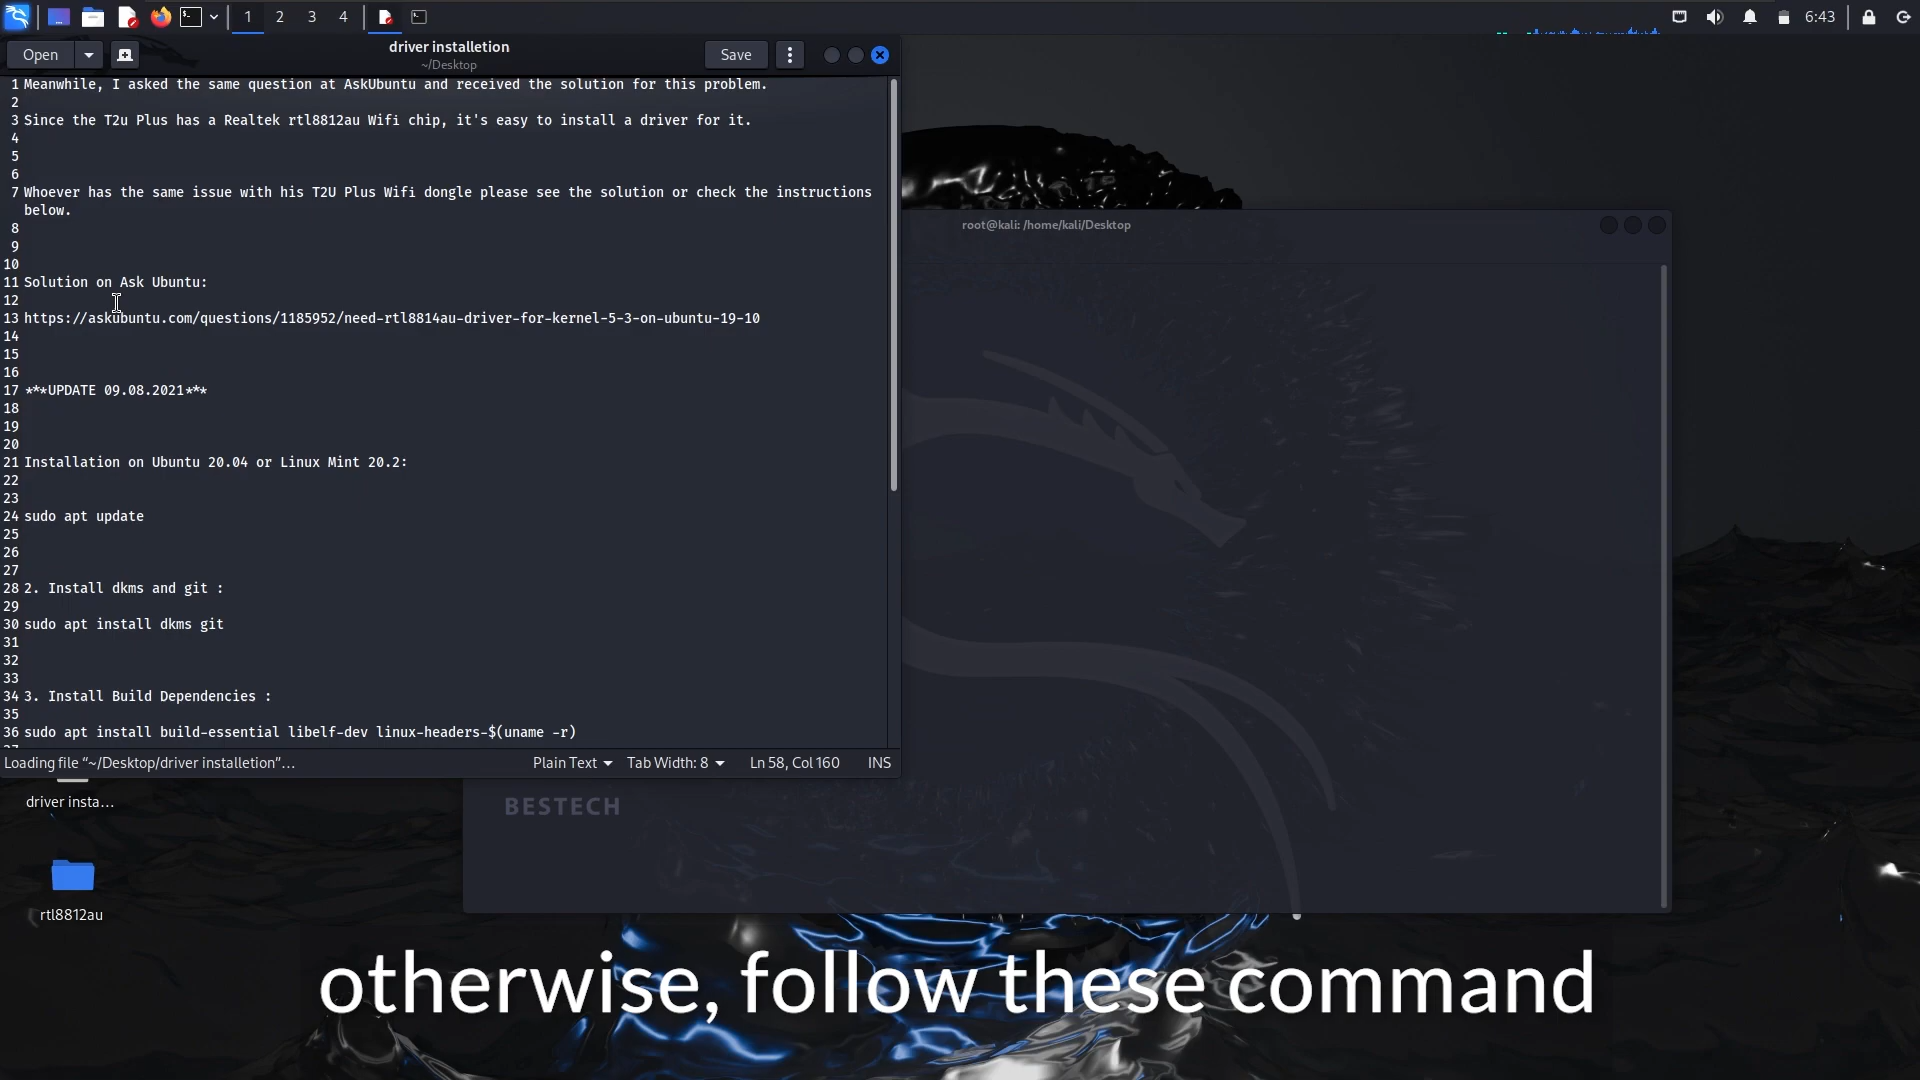 1 2 3 4
6:43
Open
driver installetion
~/Desktop
Save
1 Meanwhile, I asked the same question at AskUbuntu and received the solution for this problem.
2
3 Since the T2u Plus has a Realtek rtl8812au Wifi chip, it's easy to install a driver for it.
4
5
6
7 Whoever has the same issue with his T2U Plus Wifi dongle please see the solution or check the instructions
below.
8
9
10
11 Solution on Ask Ubuntu:
12
13 https://askubuntu.com/questions/1185952/need-rtl8814au-driver-for-kernel-5-3-on-ubuntu-19-10
14
15
16
17 ***UPDATE 09.08.2021***
18
19
20
21 Installation on Ubuntu 20.04 or Linux Mint 20.2:
22
23
24 sudo apt update
25
26
27
28 2. Install dkms and git :
29
30 sudo apt install dkms git
31
32
33
34 3. Install Build Dependencies :
35
36 sudo apt install build-essential libelf-dev linux-headers-$(uname -r)
Loading file “~/Desktop/driver installetion”…
Plain Text
Tab Width: 8
Ln 58, Col 160
INS
root@kali: /home/kali/Desktop
BESTECH
driver insta…
rtl8812au
otherwise, follow these command